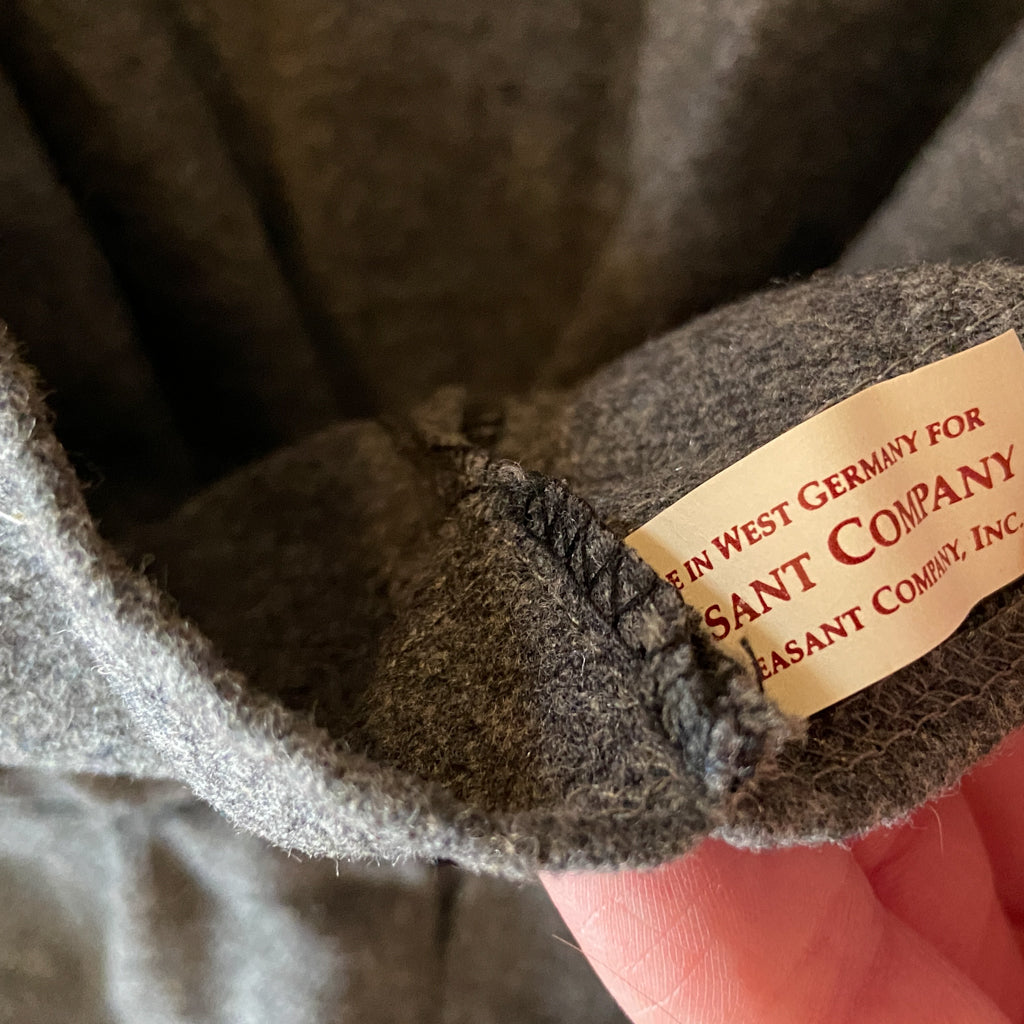 E IN WEST GERMANY FOR
SANT COMPANY
EASANT COMPANY, INC.